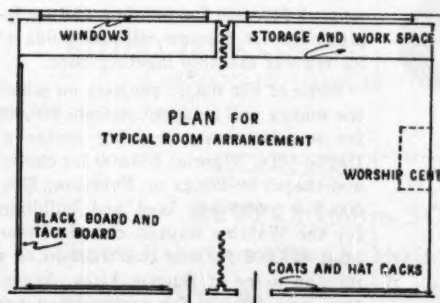 WINDOWS
STORAGE AND WORK SPACE
PLAN FOR
TYPICAL ROOM ARRANGEMENT
WORSHIP CENT
BLACK BOARD AND
TACK BOARD
COATS AND HAT RACKS